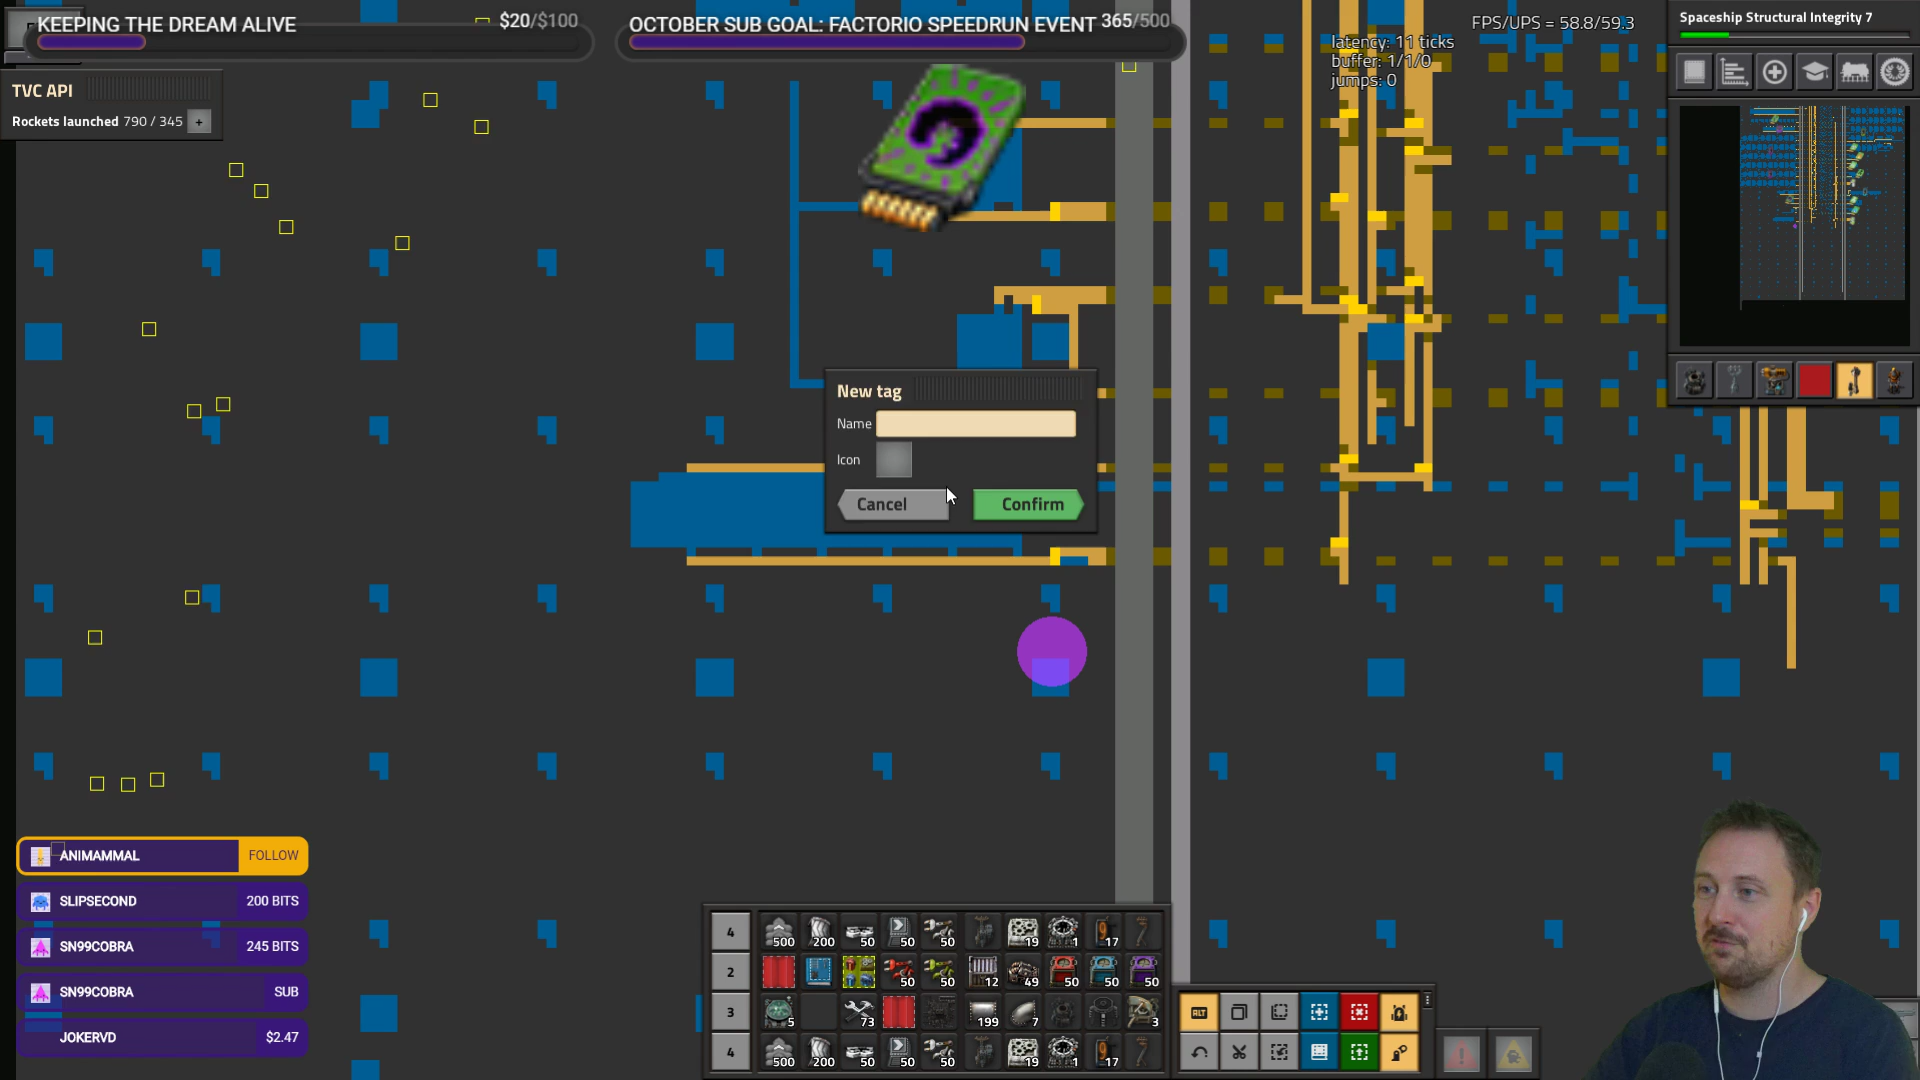 KEEPING THE DREAM ALIVE
$20/$100
OCTOBER SUB GOAL: FACTORIO SPEEDRUN EVENT
365/500
FPS/UPS = 58.8/59.3
latency: 11 ticks
buffer: 1/1/0
jumps: 0
Spaceship Structural Integrity 7
TVC API
Rockets launched 790 / 345 +
New tag
Name
Icon
Cancel
Confirm
ANIMAMMAL FOLLOW
SLIPSECOND 200 BITS
SN99COBRA 245 BITS
SN99COBRA SUB
JOKERVD $2.47
4 500 200 50 50 50 19 1 17
2 50 50 12 49 50 50 50
3 5 73 199 7 3
4 500 200 50 50 50 19 1 17
ALT